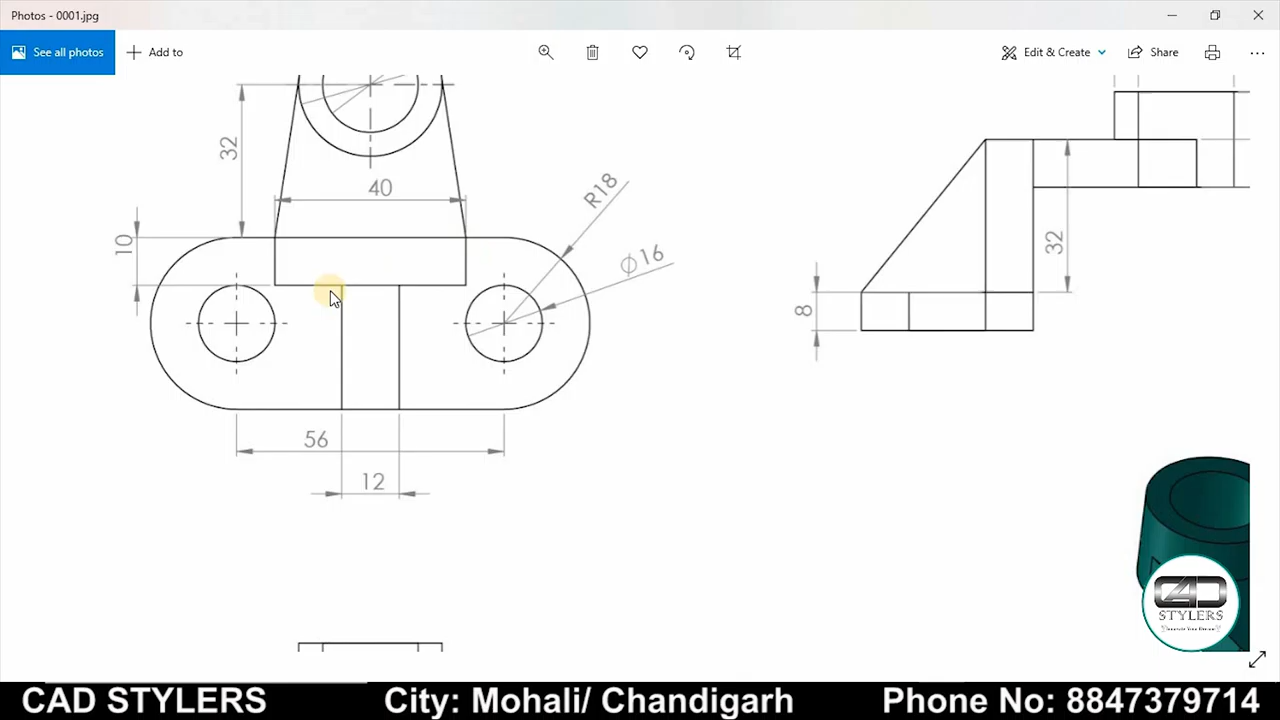 Photos - 0001.jpg
See all photos
Add to
Edit & Create
Share
32
40
R18
10
Ø16
32
8
56
12
CAD
STYLERS
CAD STYLERS City: Mohali/ Chandigarh Phone No: 8847379714